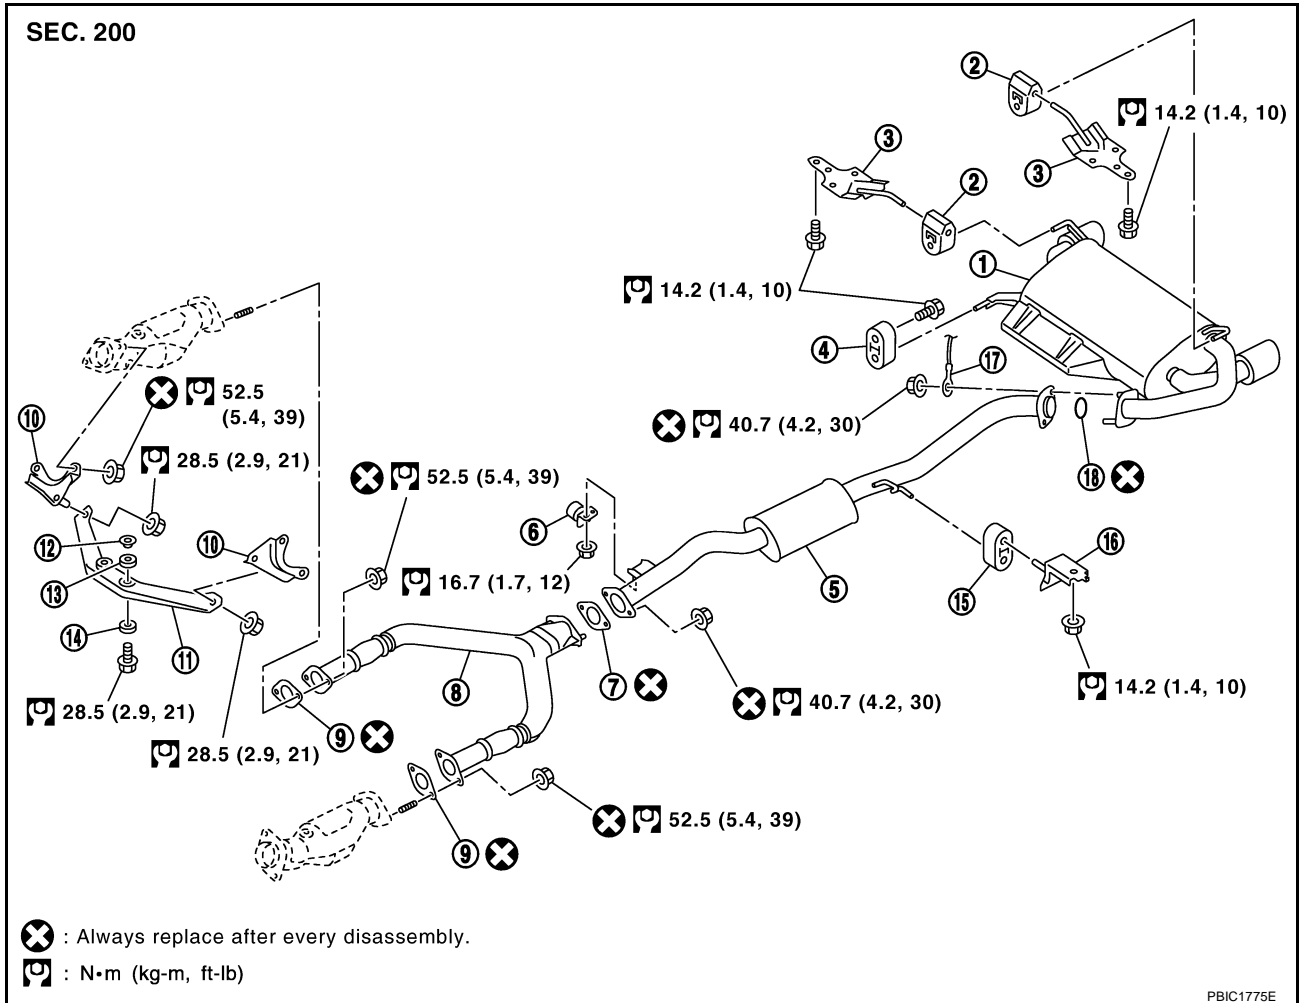 SEC. 200
2
14.2 (1.4, 10)
3
3
2
1
14.2 (1.4, 10)
4
17
52.5
(5.4, 39)
10
40.7 (4.2, 30)
28.5 (2.9, 21)
52.5 (5.4, 39)
18
6
12
10
16
16.7 (1.7, 12)
5
13
15
14
11
8
7
14.2 (1.4, 10)
28.5 (2.9, 21)
40.7 (4.2, 30)
9
28.5 (2.9, 21)
52.5 (5.4, 39)
9
: Always replace after every disassembly.
: N•m (kg-m, ft-lb)
PBIC1775E